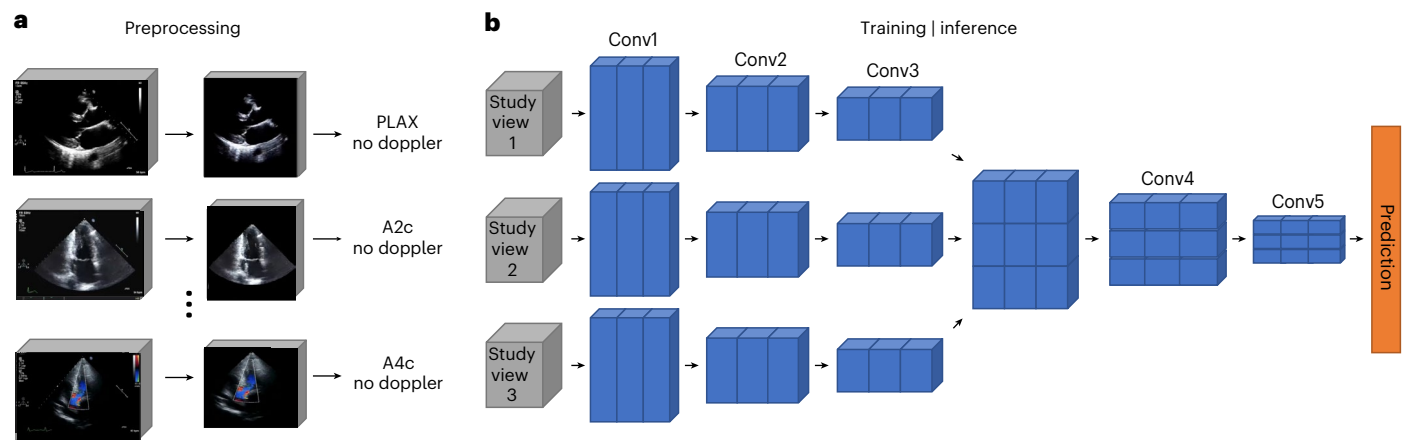 a
Preprocessing
PLAX
no doppler
A2c
no doppler
A4c
no doppler
b
Training | inference
Conv1
Conv2
Conv3
Study
view
1
Study
view
2
Study
view
3
Conv4
Conv5
Prediction